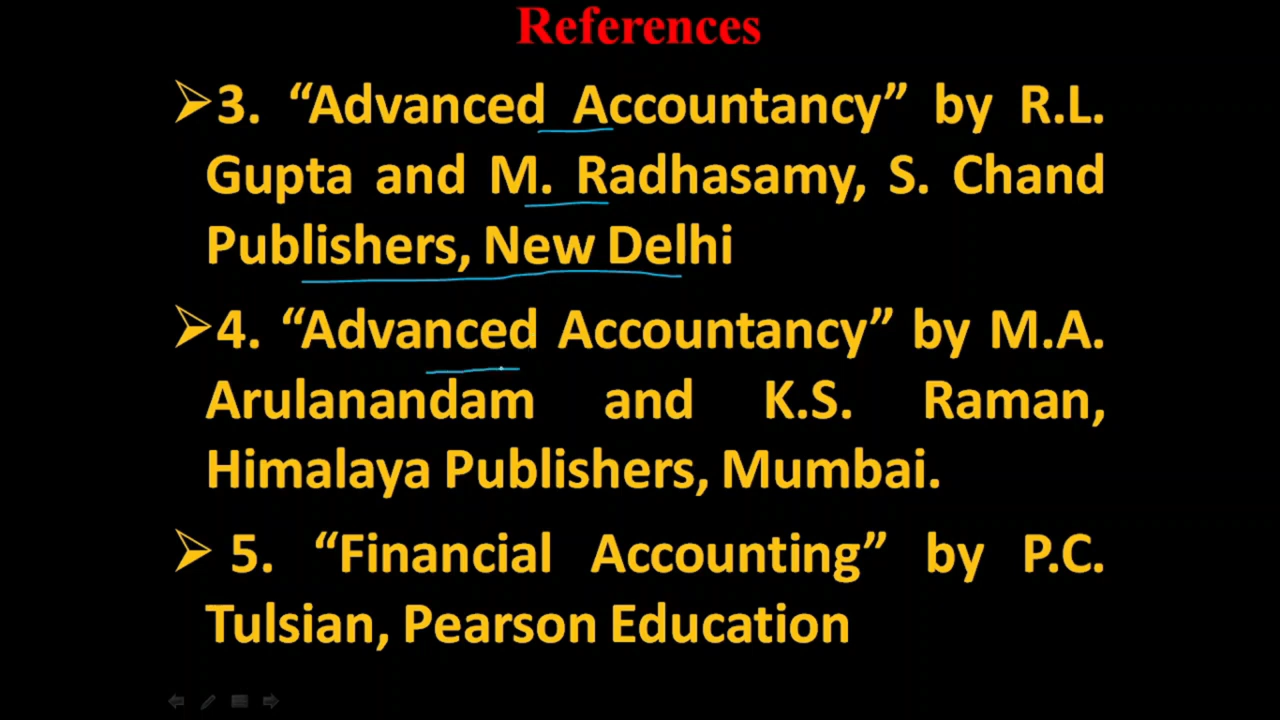 References
➢3. “Advanced Accountancy” by R.L.
Gupta and M. Radhasamy, S. Chand
Publishers, New Delhi
➢4. “Advanced Accountancy” by M.A.
Arulanandam and K.S. Raman,
Himalaya Publishers, Mumbai.
➢ 5. “Financial Accounting” by P.C.
Tulsian, Pearson Education